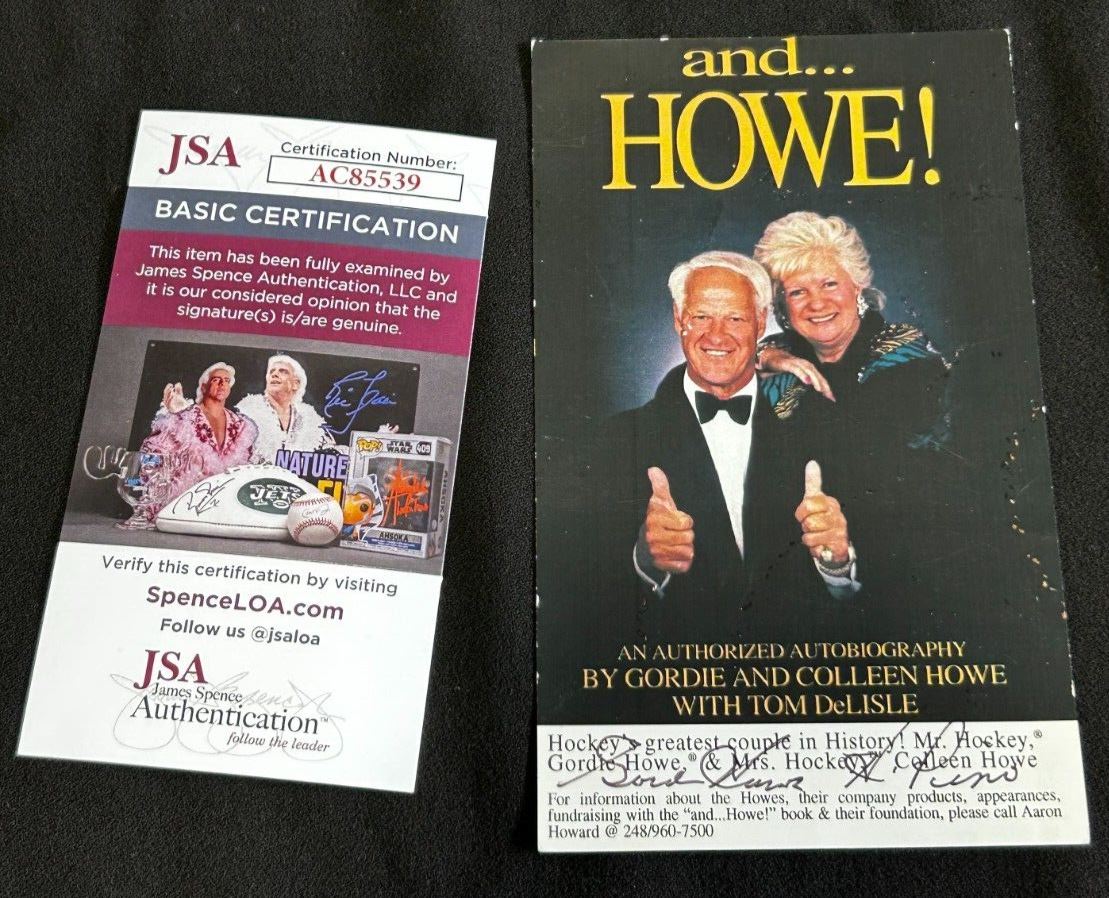 JSA
Certification Number:
AC85539
BASIC CERTIFICATION
This item has been fully examined by
James Spence Authentication, LLC and
it is our considered opinion that the
signature(s) is/are genuine.
NATURE
JETS
POP!
STAR WARS
409
AHSOKA
Verify this certification by visiting
SpenceLOA.com
Follow us @jsaloa
JSA
James Spence
Authentication™
follow the leader
and...
HOWE!
AN AUTHORIZED AUTOBIOGRAPHY
BY GORDIE AND COLLEEN HOWE
WITH TOM DeLISLE
Hockey's greatest couple in History! Mr. Hockey,®
Gordie Howe,® & Mrs. Hockey,™ Colleen Howe
For information about the Howes, their company products, appearances,
fundraising with the "and...Howe!" book & their foundation, please call Aaron
Howard @ 248/960-7500